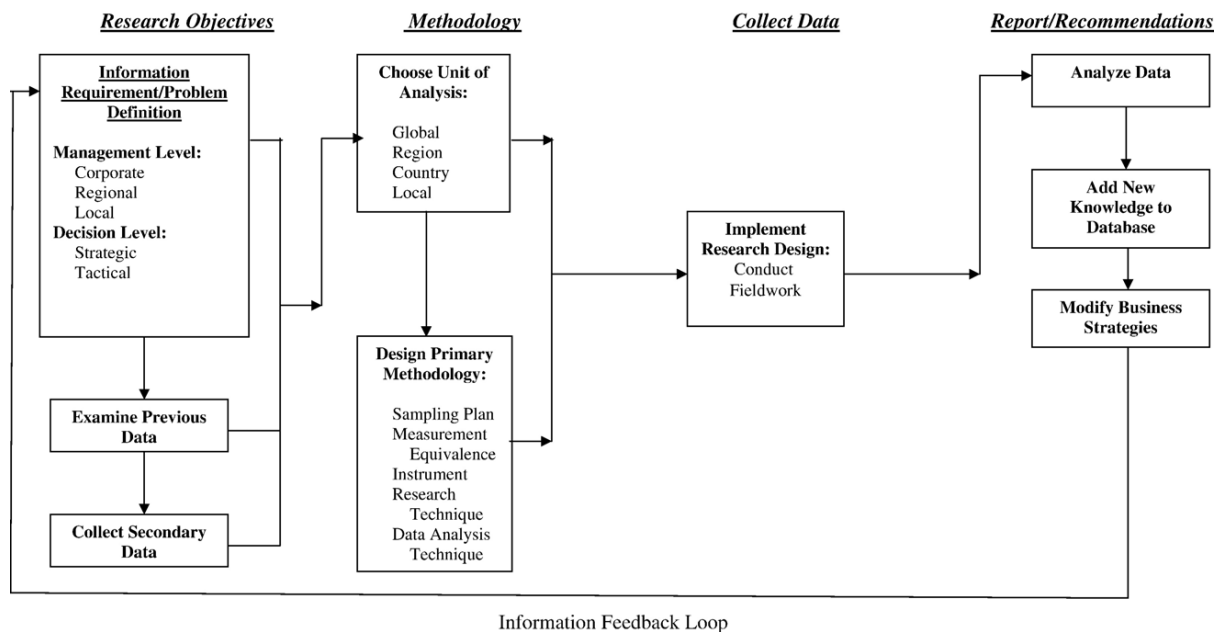 Research Objectives
Methodology
Collect Data
Report/Recommendations
Information
Requirement/Problem
Definition
Management Level:
Corporate
Regional
Local
Decision Level:
Strategic
Tactical
Examine Previous
Data
Collect Secondary
Data
Choose Unit of
Analysis:
Global
Region
Country
Local
Design Primary
Methodology:
Sampling Plan
Measurement
Equivalence
Instrument
Research
Technique
Data Analysis
Technique
Implement
Research Design:
Conduct
Fieldwork
Analyze Data
Add New
Knowledge to
Database
Modify Business
Strategies
Information Feedback Loop